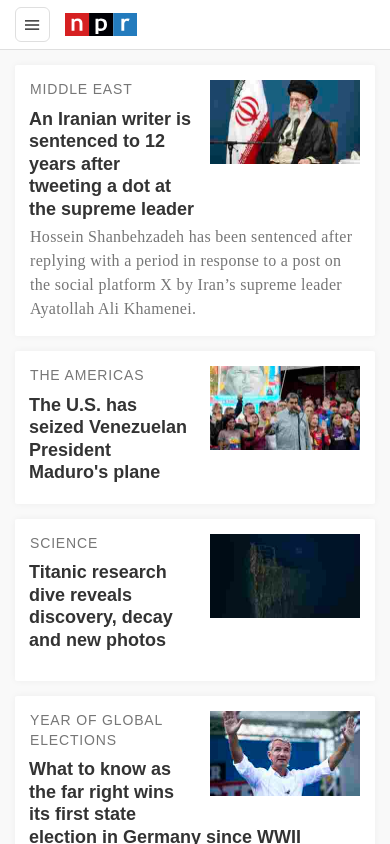 npr
MIDDLE EAST
An Iranian writer is
sentenced to 12
years after
tweeting a dot at
the supreme leader
Hossein Shanbehzadeh has been sentenced after
replying with a period in response to a post on
the social platform X by Iran’s supreme leader
Ayatollah Ali Khamenei.
THE AMERICAS
The U.S. has
seized Venezuelan
President
Maduro's plane
SCIENCE
Titanic research
dive reveals
discovery, decay
and new photos
YEAR OF GLOBAL
ELECTIONS
What to know as
the far right wins
its first state
election in Germany since WWII